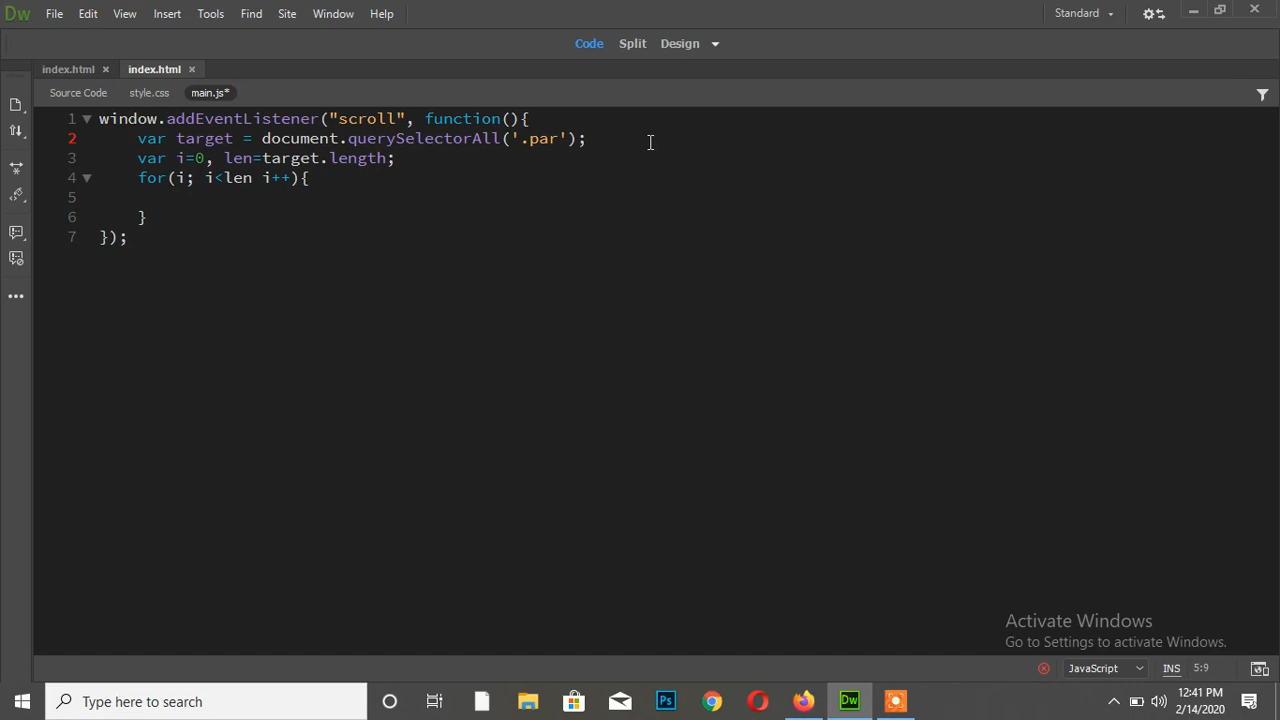 Dw File Edit View Insert Tools Find Site Window Help Standard
Code Split Design
index.html index.html
Source Code style.css main.js*
1 window.addEventListener("scroll", function(){
2 var target = document.querySelectorAll('.par');
3 var i=0, len=target.length;
4 for(i; i<len i++){
5
6 }
7 });
Activate Windows
Go to Settings to activate Windows.
JavaScript INS 5:9
Type here to search Ps Dw 12:41 PM
2/14/2020